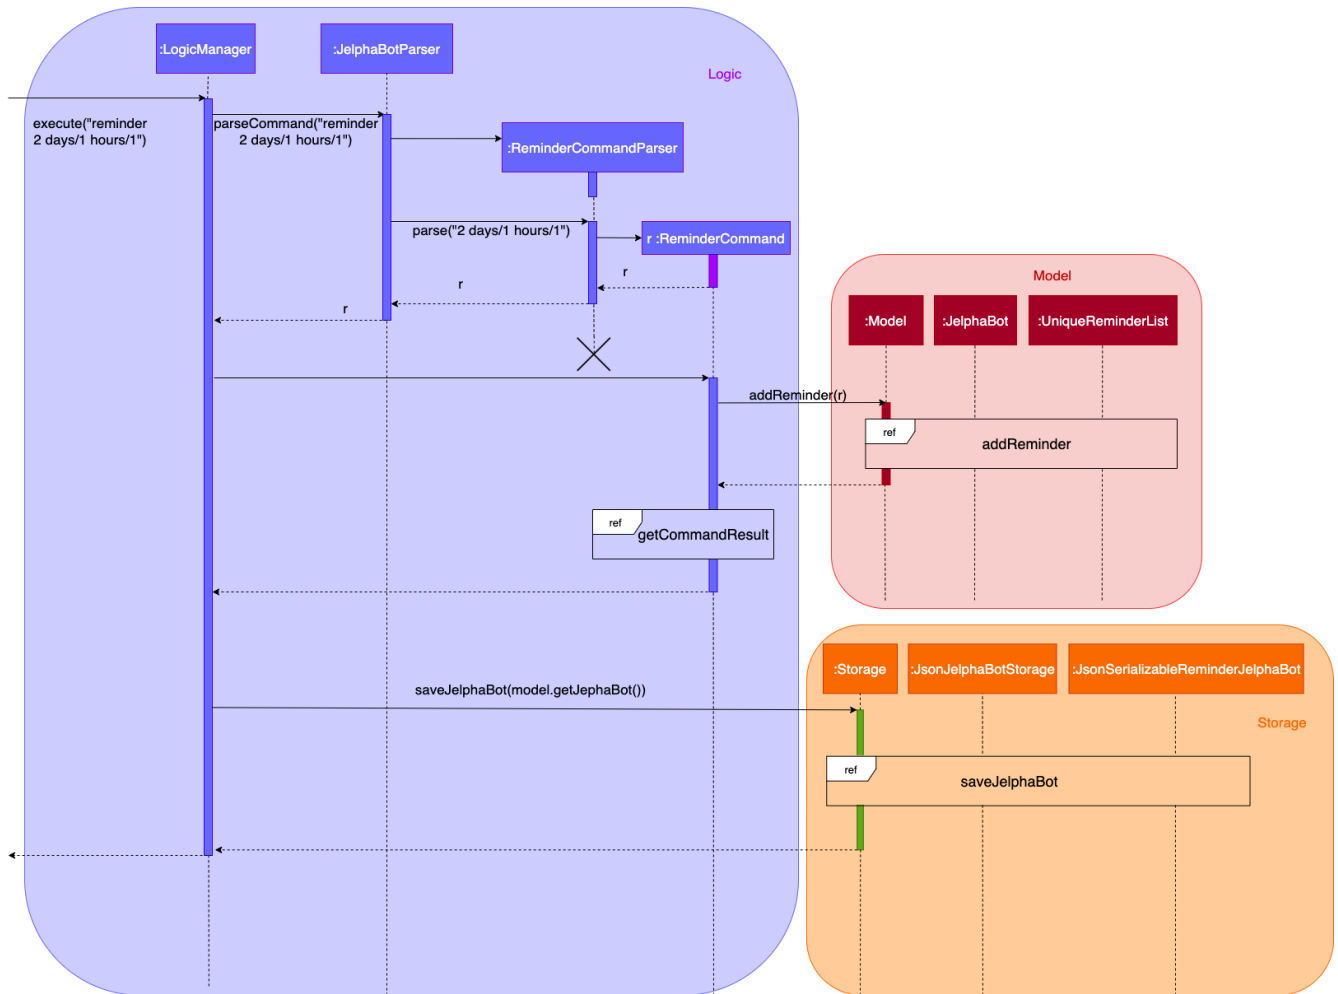 :LogicManager
:JelphaBotParser
Logic
execute("reminder
2 days/1 hours/1")
parseCommand("reminder
2 days/1 hours/1")
:ReminderCommandParser
parse("2 days/1 hours/1")
r :ReminderCommand
r
r
r
Model
:Model
:JelphaBot
:UniqueReminderList
addReminder(r)
ref
addReminder
ref
getCommandResult
:Storage
:JsonJelphaBotStorage
:JsonSerializableReminderJelphaBot
saveJelphaBot(model.getJephaBot())
Storage
ref
saveJelphaBot